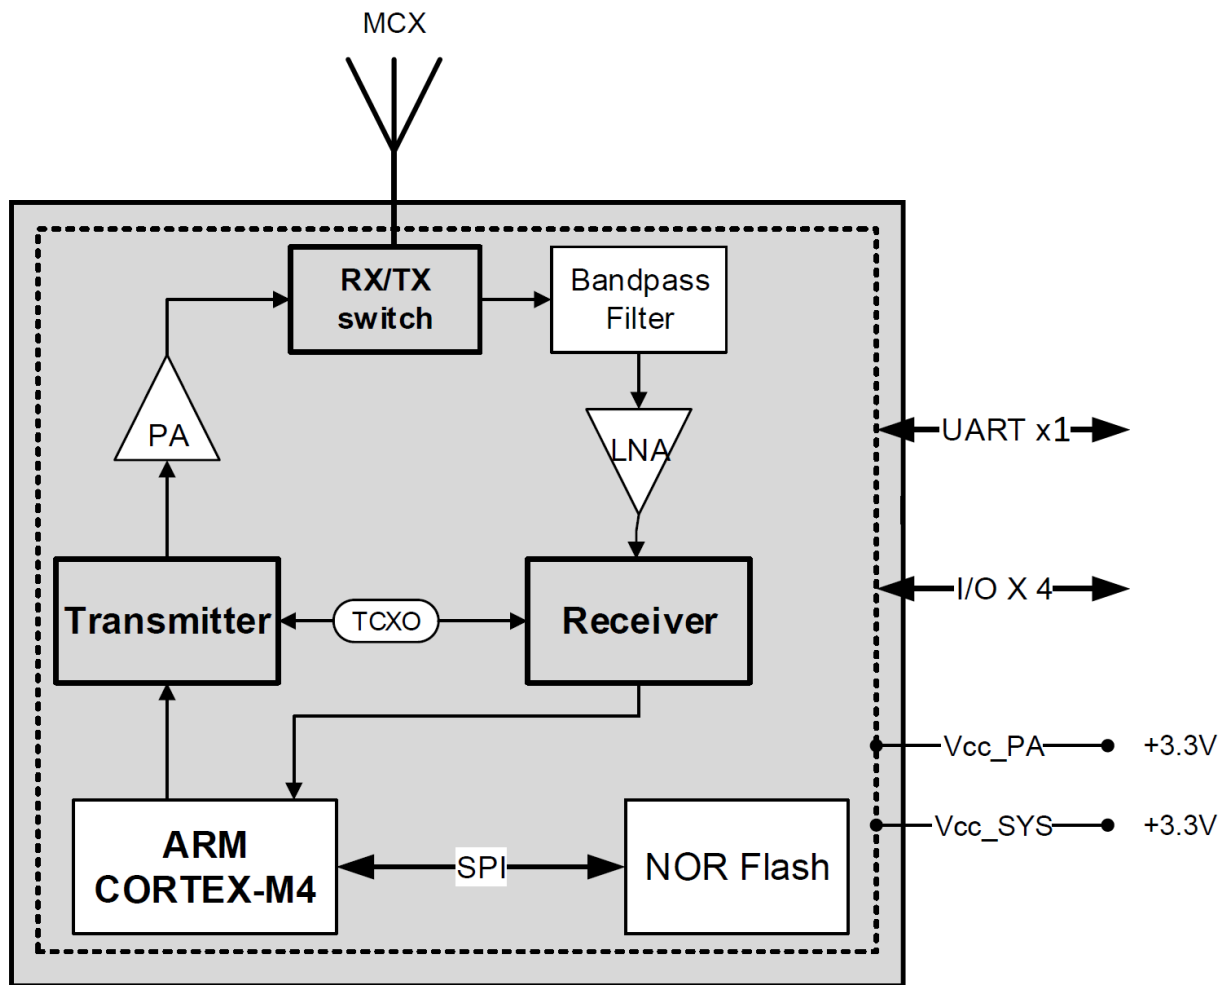 MCX
RX/TX
switch
Bandpass
Filter
PA
LNA
UART x1
Transmitter
TCXO
Receiver
I/O X 4
Vcc_PA
+3.3V
Vcc_SYS
+3.3V
ARM
CORTEX-M4
SPI
NOR Flash